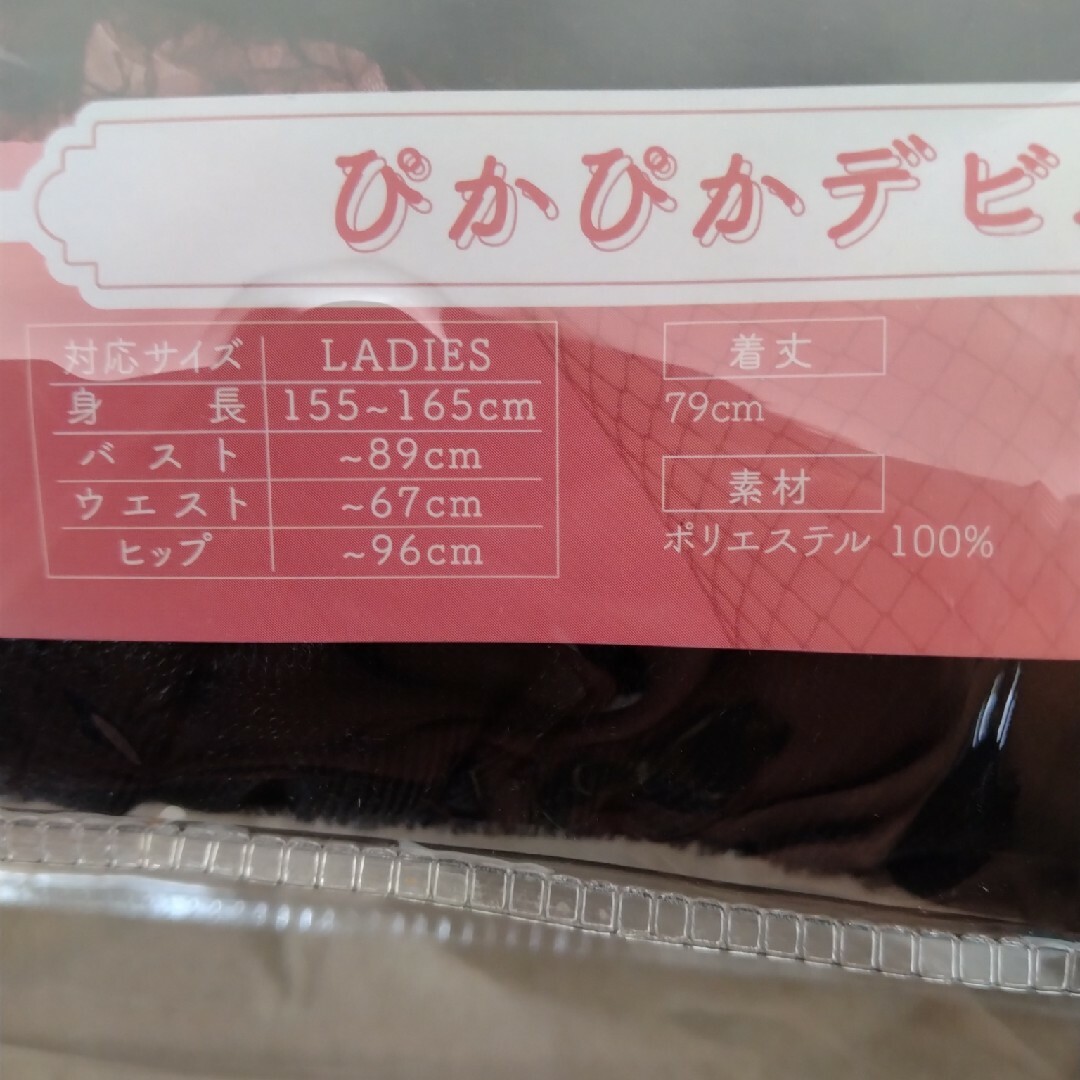 ぴかぴかデビ
対応サイズ LADIES
身長 155~165cm
バスト ~89cm
ウエスト ~67cm
ヒップ ~96cm
着丈
79cm
素材
ポリエステル 100%